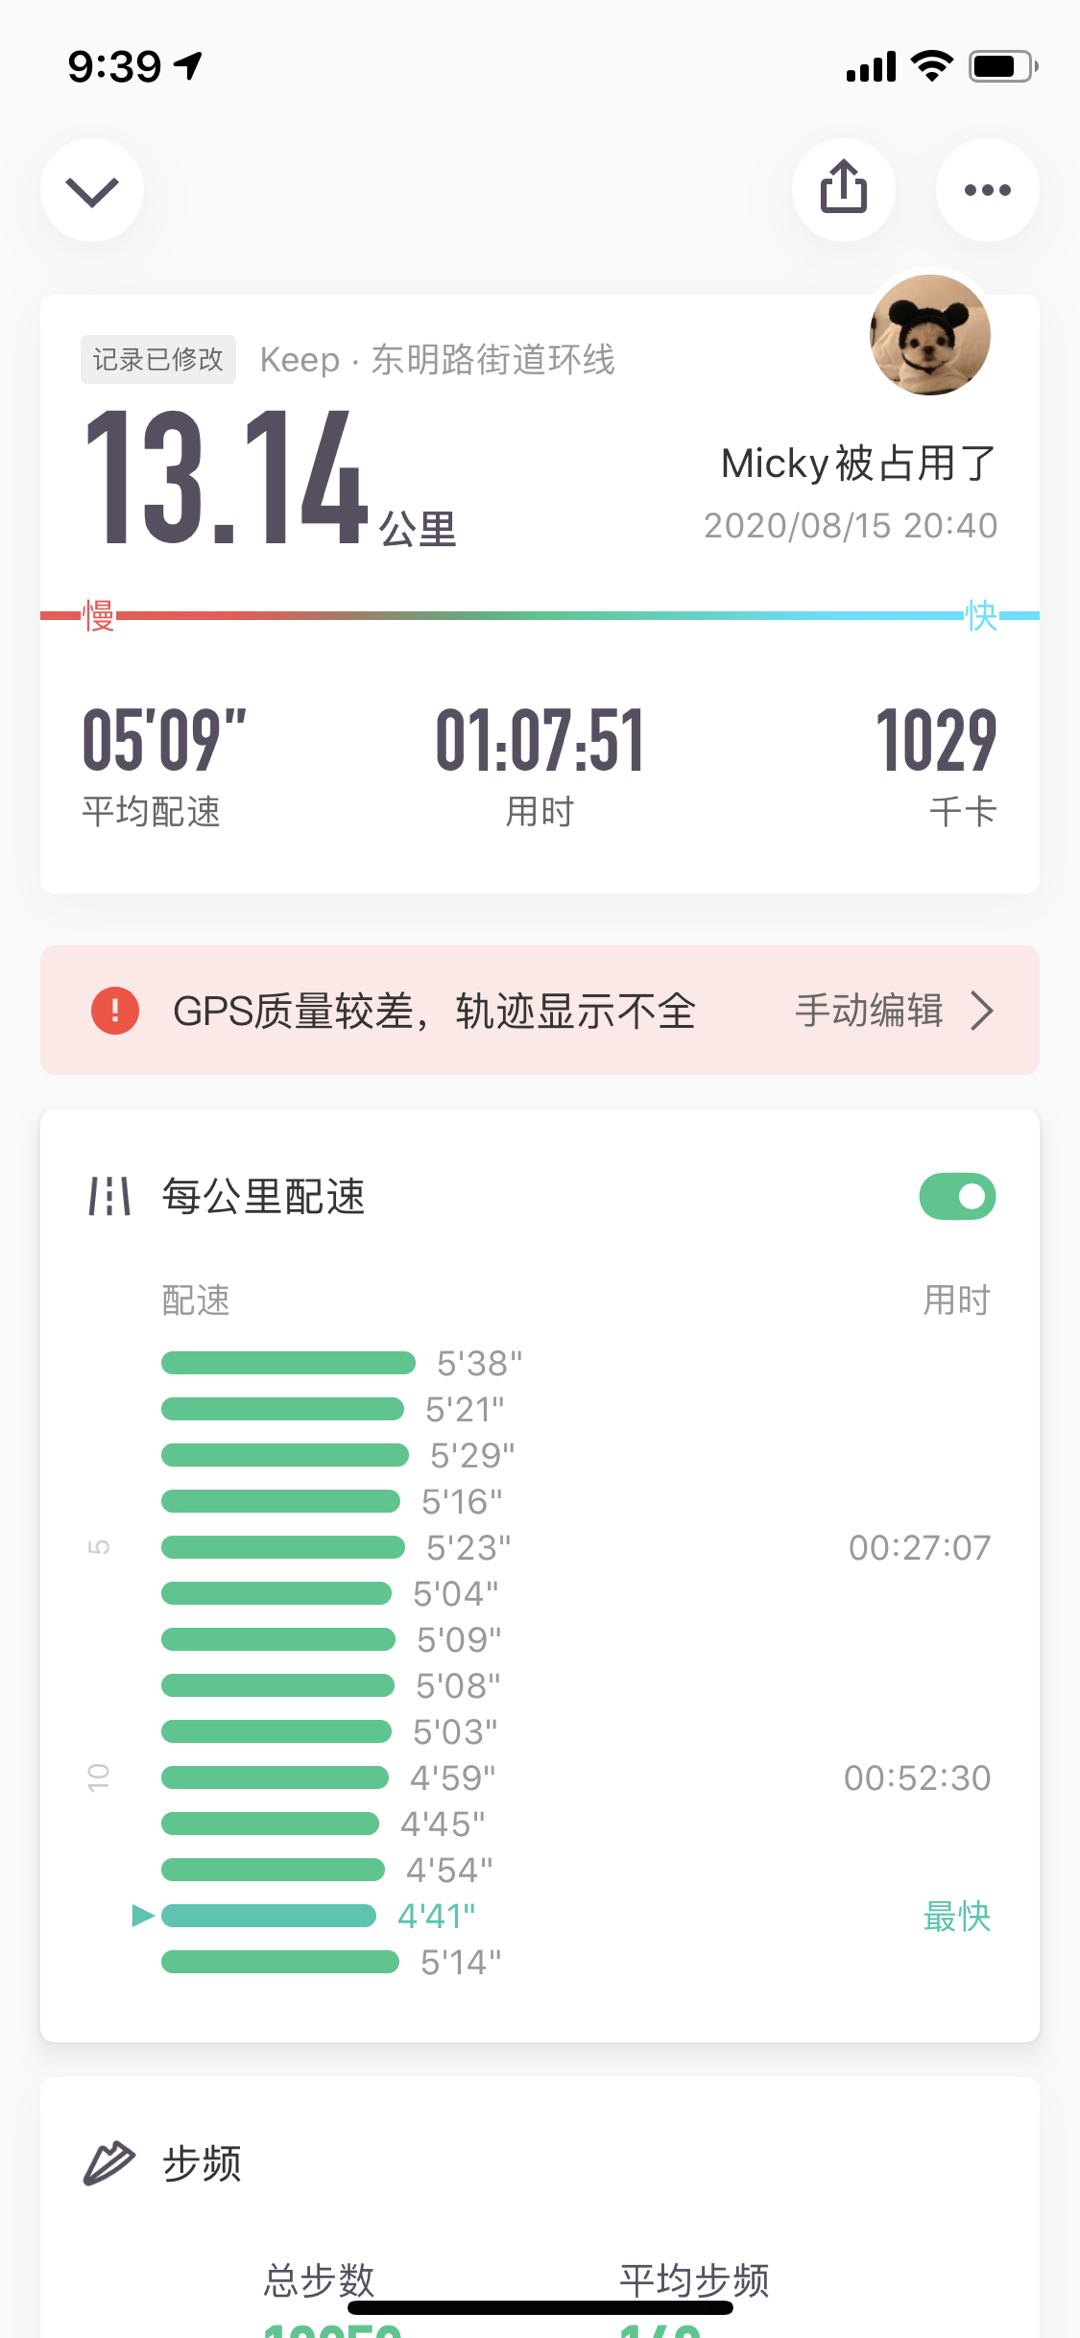 9:39
记录已修改 Keep · 东明路街道环线
13.14公里
Micky被占用了
2020/08/15 20:40
慢 快
05'09" 01:07:51 1029
平均配速 用时 千卡
GPS质量较差，轨迹显示不全 手动编辑
每公里配速
配速 用时
5'38"
5'21"
5'29"
5'16"
5 5'23" 00:27:07
5'04"
5'09"
5'08"
5'03"
10 4'59" 00:52:30
4'45"
4'54"
4'41" 最快
5'14"
步频
总步数 平均步频